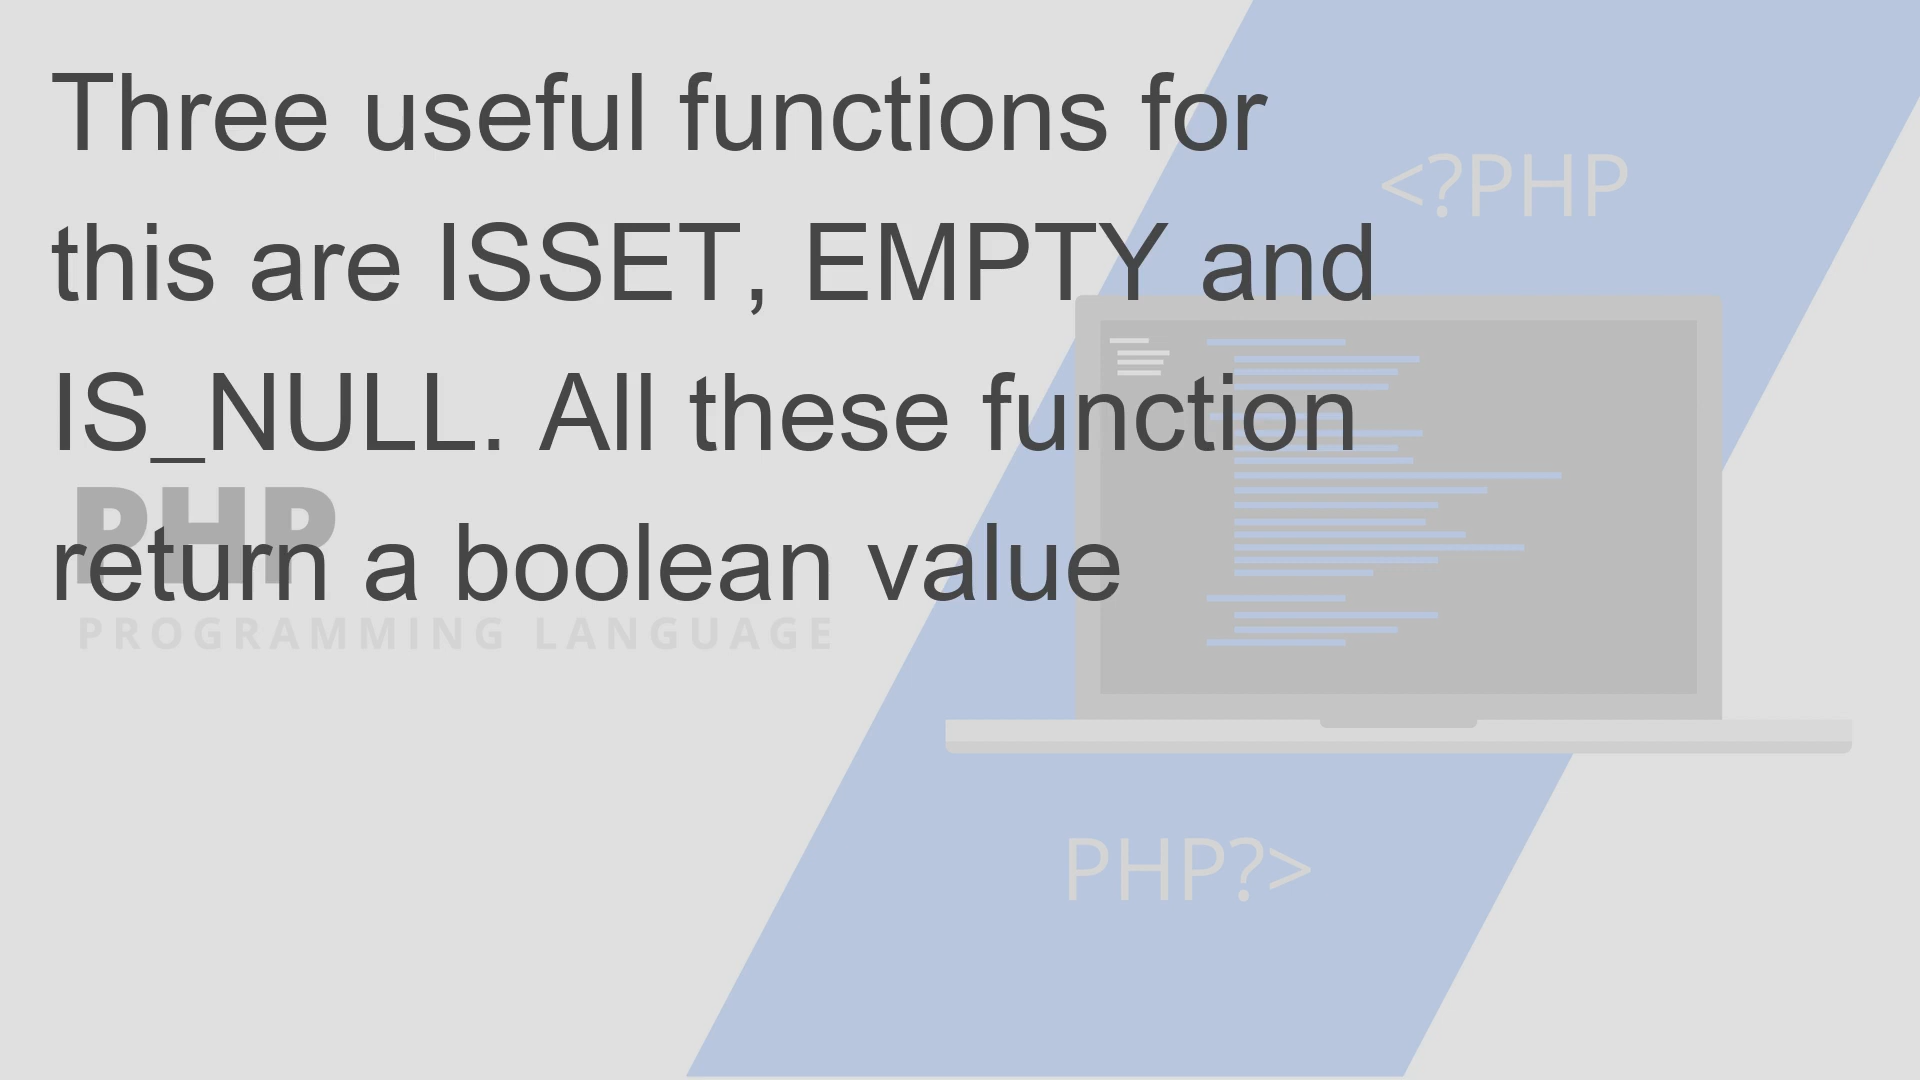 Three useful functions for
this are ISSET, EMPTY and
IS_NULL. All these function
return a boolean value
<?PHP
PHP
PROGRAMMING LANGUAGE
PHP?>